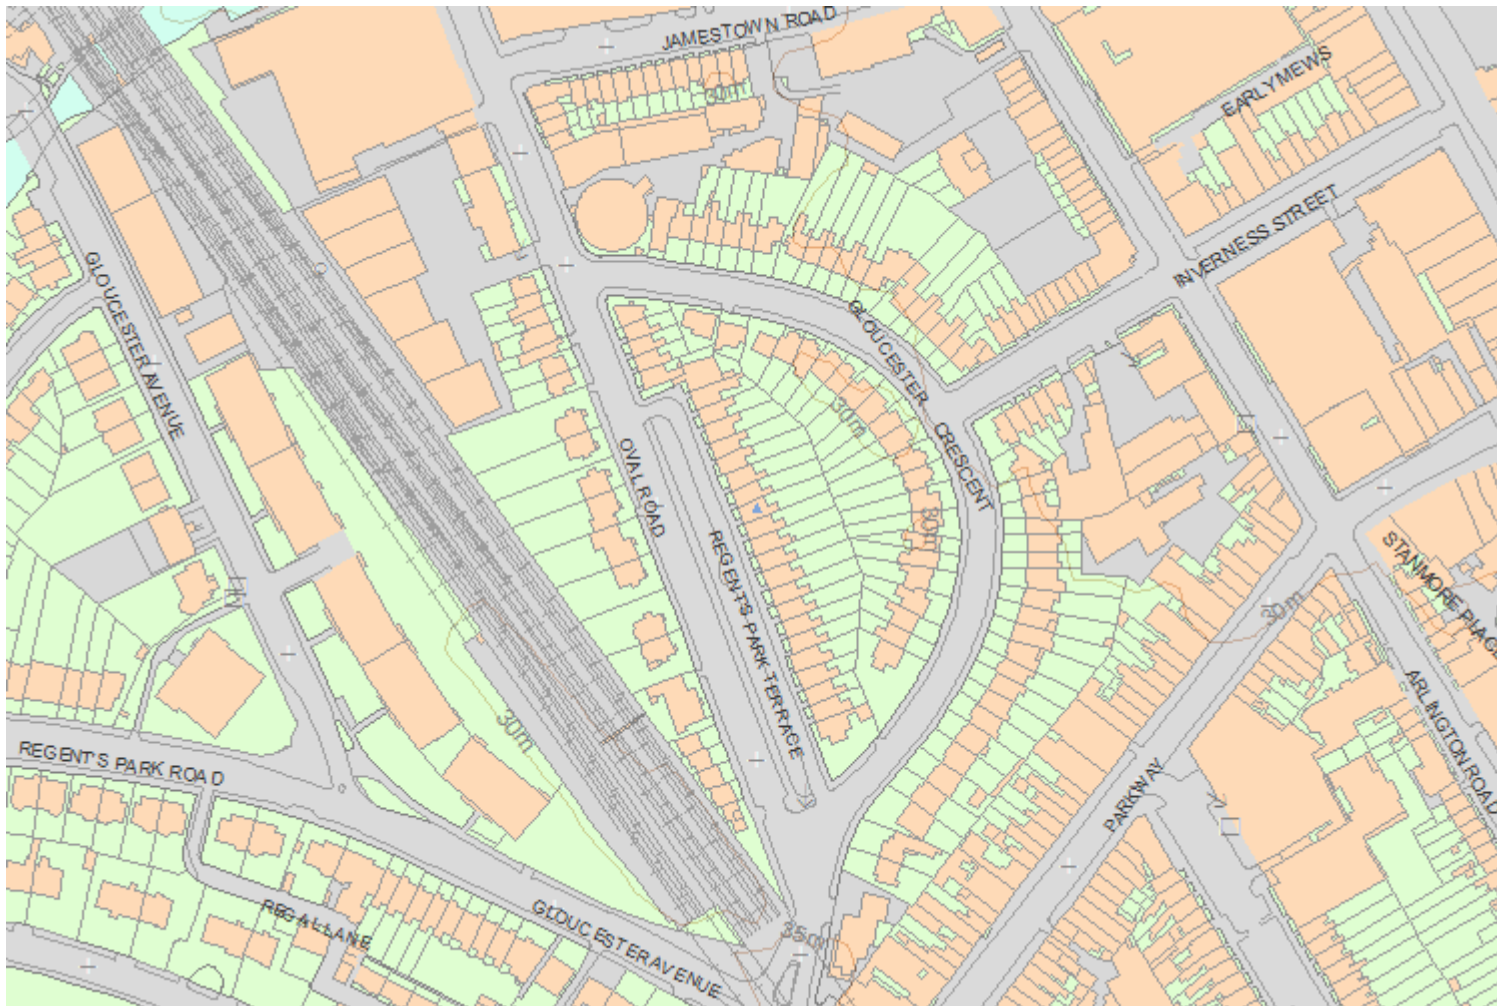 JAMESTOWN ROAD
EARLY MEWS
30m
INVERNESS STREET
GLOUCESTER AVENUE
GLOUCESTER CRESCENT
30m
OVAL ROAD
30m
REGENT'S PARK TERRACE
STANMORE PLACE
30m
ARLINGTON ROAD
30m
REGENT'S PARK ROAD
PARKWAY
REGAL LANE
GLOUCESTER AVENUE
35m